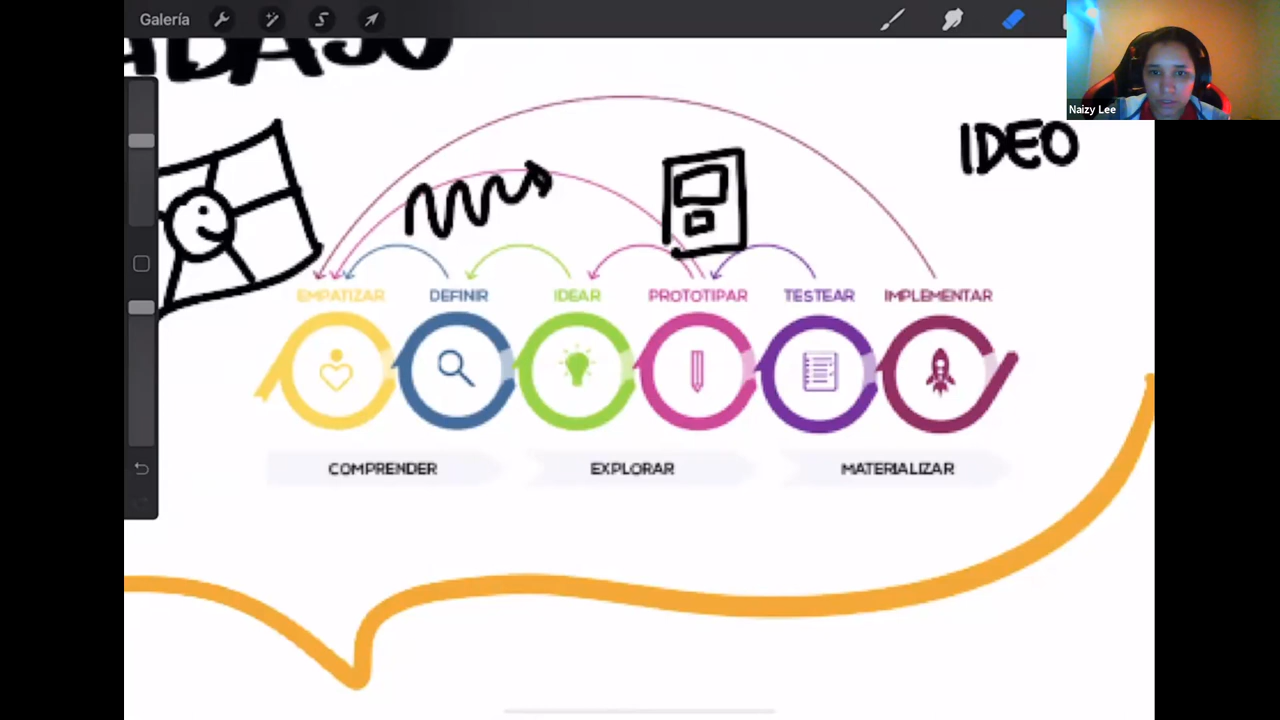 Galería
Naizy Lee
IDEO
EMPATIZAR DEFINIR IDEAR PROTOTIPAR TESTEAR IMPLEMENTAR
COMPRENDER EXPLORAR MATERIALIZAR